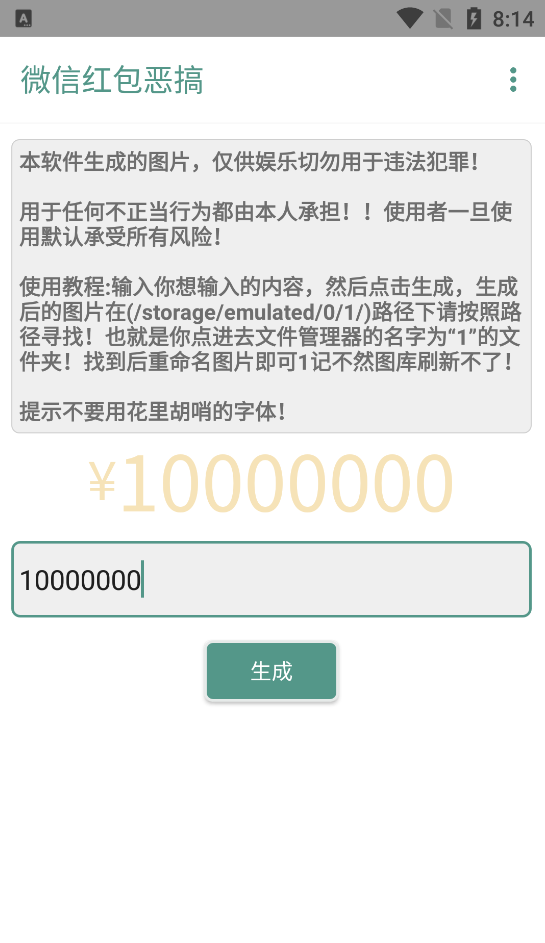 8:14
微信红包恶搞
本软件生成的图片，仅供娱乐切勿用于违法犯罪！
用于任何不正当行为都由本人承担！！使用者一旦使
用默认承受所有风险！
使用教程:输入你想输入的内容，然后点击生成，生成
后的图片在(/storage/emulated/0/1/)路径下请按照路
径寻找！也就是你点进去文件管理器的名字为“1”的文
件夹！找到后重命名图片即可1记不然图库刷新不了！
提示不要用花里胡哨的字体！
¥10000000
10000000
生成